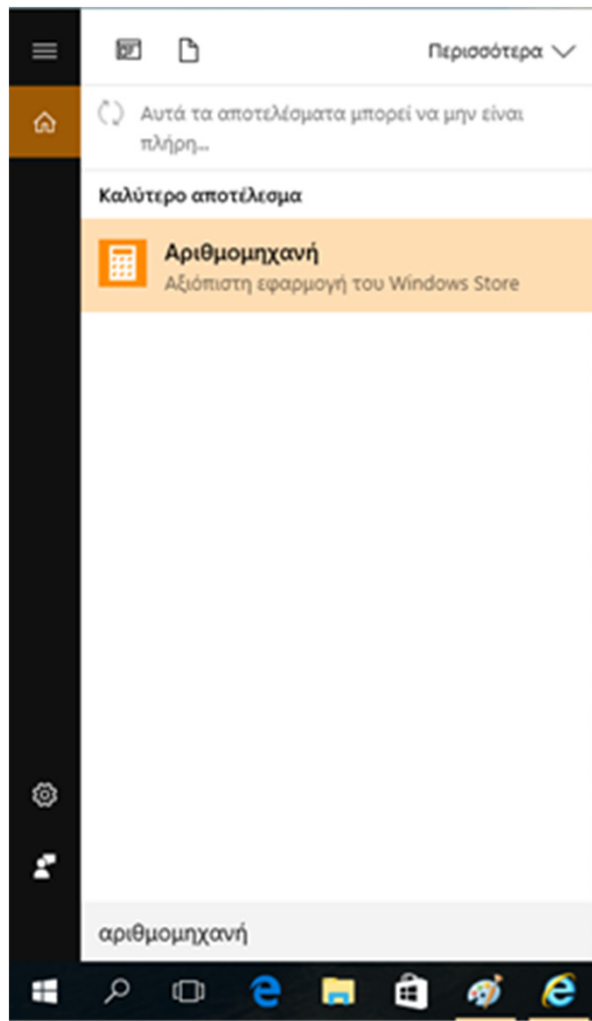 Περισσότερα
Αυτά τα αποτελέσματα μπορεί να μην είναι
πλήρη...
Καλύτερο αποτέλεσμα
Αριθμομηχανή
Αξιόπιστη εφαρμογή του Windows Store
αριθμομηχανή